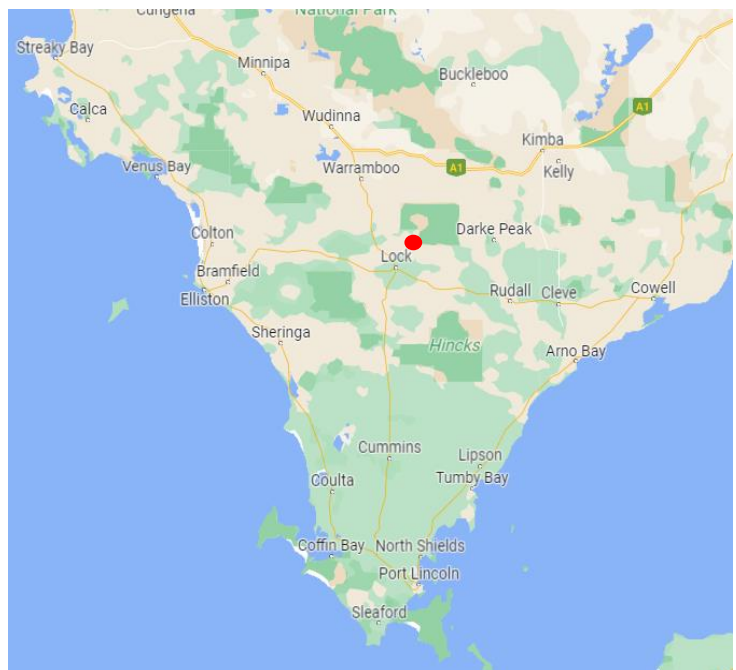 Cungena
National Park
Streaky Bay
Minnipa
Buckleboo
Calca
Wudinna
A1
Kimba
Venus Bay
Warramboo
A1
Kelly
Colton
Darke Peak
Lock
Bramfield
Elliston
Rudall
Cleve
Cowell
Sheringa
Hincks
Arno Bay
Cummins
Lipson
Coulta
Tumby Bay
Coffin Bay
North Shields
Port Lincoln
Sleaford